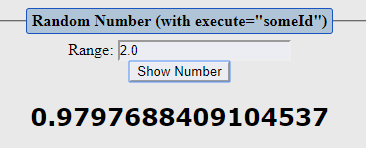 Random Number (with execute="someId")
Range: 2.0
Show Number
0.9797688409104537